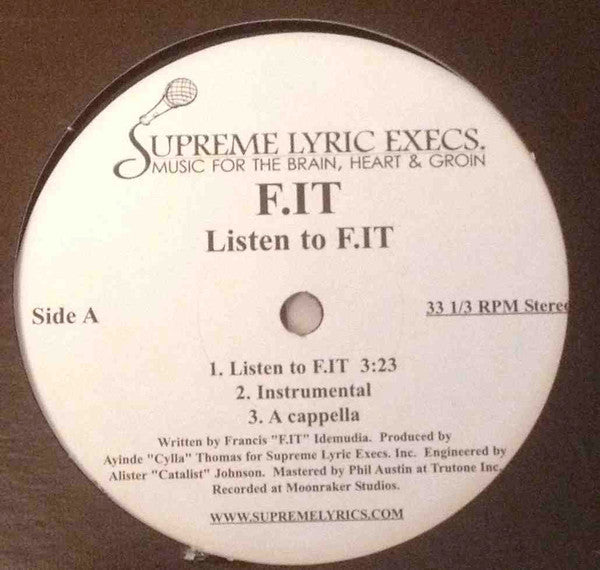 SUPREME LYRIC EXECS.
MUSIC FOR THE BRAIN, HEART & GROIN
F.IT
Listen to F.IT
Side A
33 1/3 RPM Stereo
1. Listen to F.IT 3:23
2. Instrumental
3. A cappella
Written by Francis "F.IT" Idemudia. Produced by
Ayinde "Cylla" Thomas for Supreme Lyric Execs. Inc. Engineered by
Alister "Catalist" Johnson. Mastered by Phil Austin at Trutone Inc.
Recorded at Moonraker Studios.
WWW.SUPREMELYRICS.COM